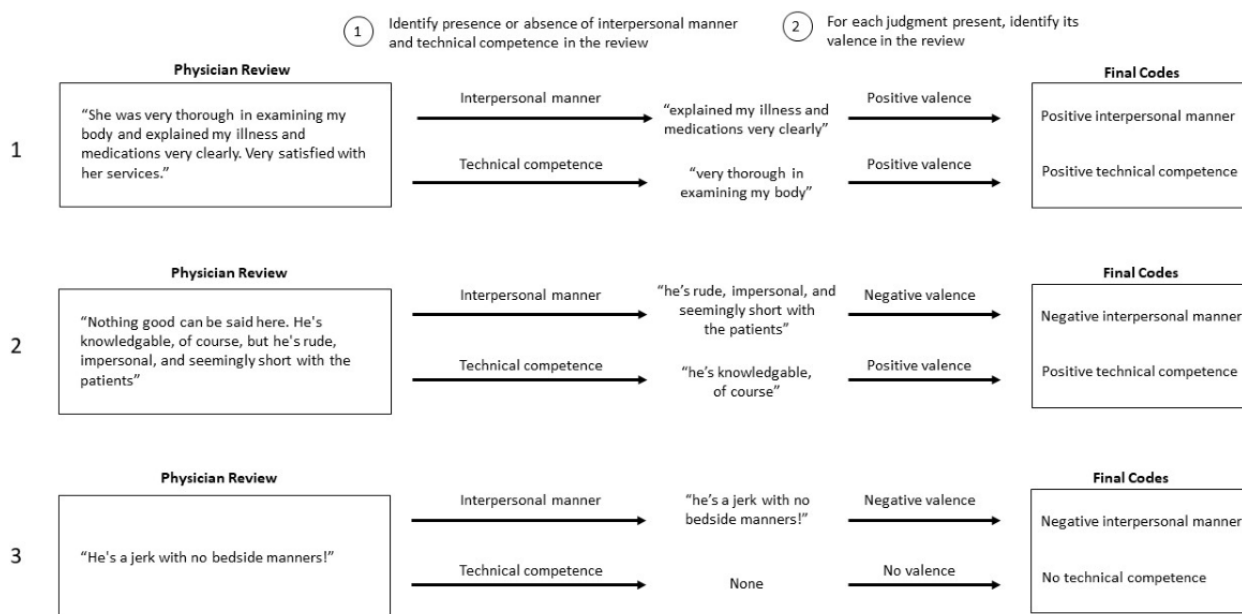 1 Identify presence or absence of interpersonal manner
and technical competence in the review
2 For each judgment present, identify its
valence in the review
Physician Review
Final Codes
1
“She was very thorough in examining my
body and explained my illness and
medications very clearly. Very satisfied with
her services.”
Interpersonal manner
“explained my illness and
medications very clearly”
Positive valence
Positive interpersonal manner
Technical competence
“very thorough in
examining my body”
Positive valence
Positive technical competence
Physician Review
Final Codes
2
“Nothing good can be said here. He's
knowledgable, of course, but he's rude,
impersonal, and seemingly short with the
patients”
Interpersonal manner
“he’s rude, impersonal, and
seemingly short with
the patients”
Negative valence
Negative interpersonal manner
Technical competence
“he’s knowledgable,
of course”
Positive valence
Positive technical competence
Physician Review
Final Codes
3
“He's a jerk with no bedside manners!”
Interpersonal manner
“he’s a jerk with no
bedside manners!”
Negative valence
Negative interpersonal manner
Technical competence
None
No valence
No technical competence